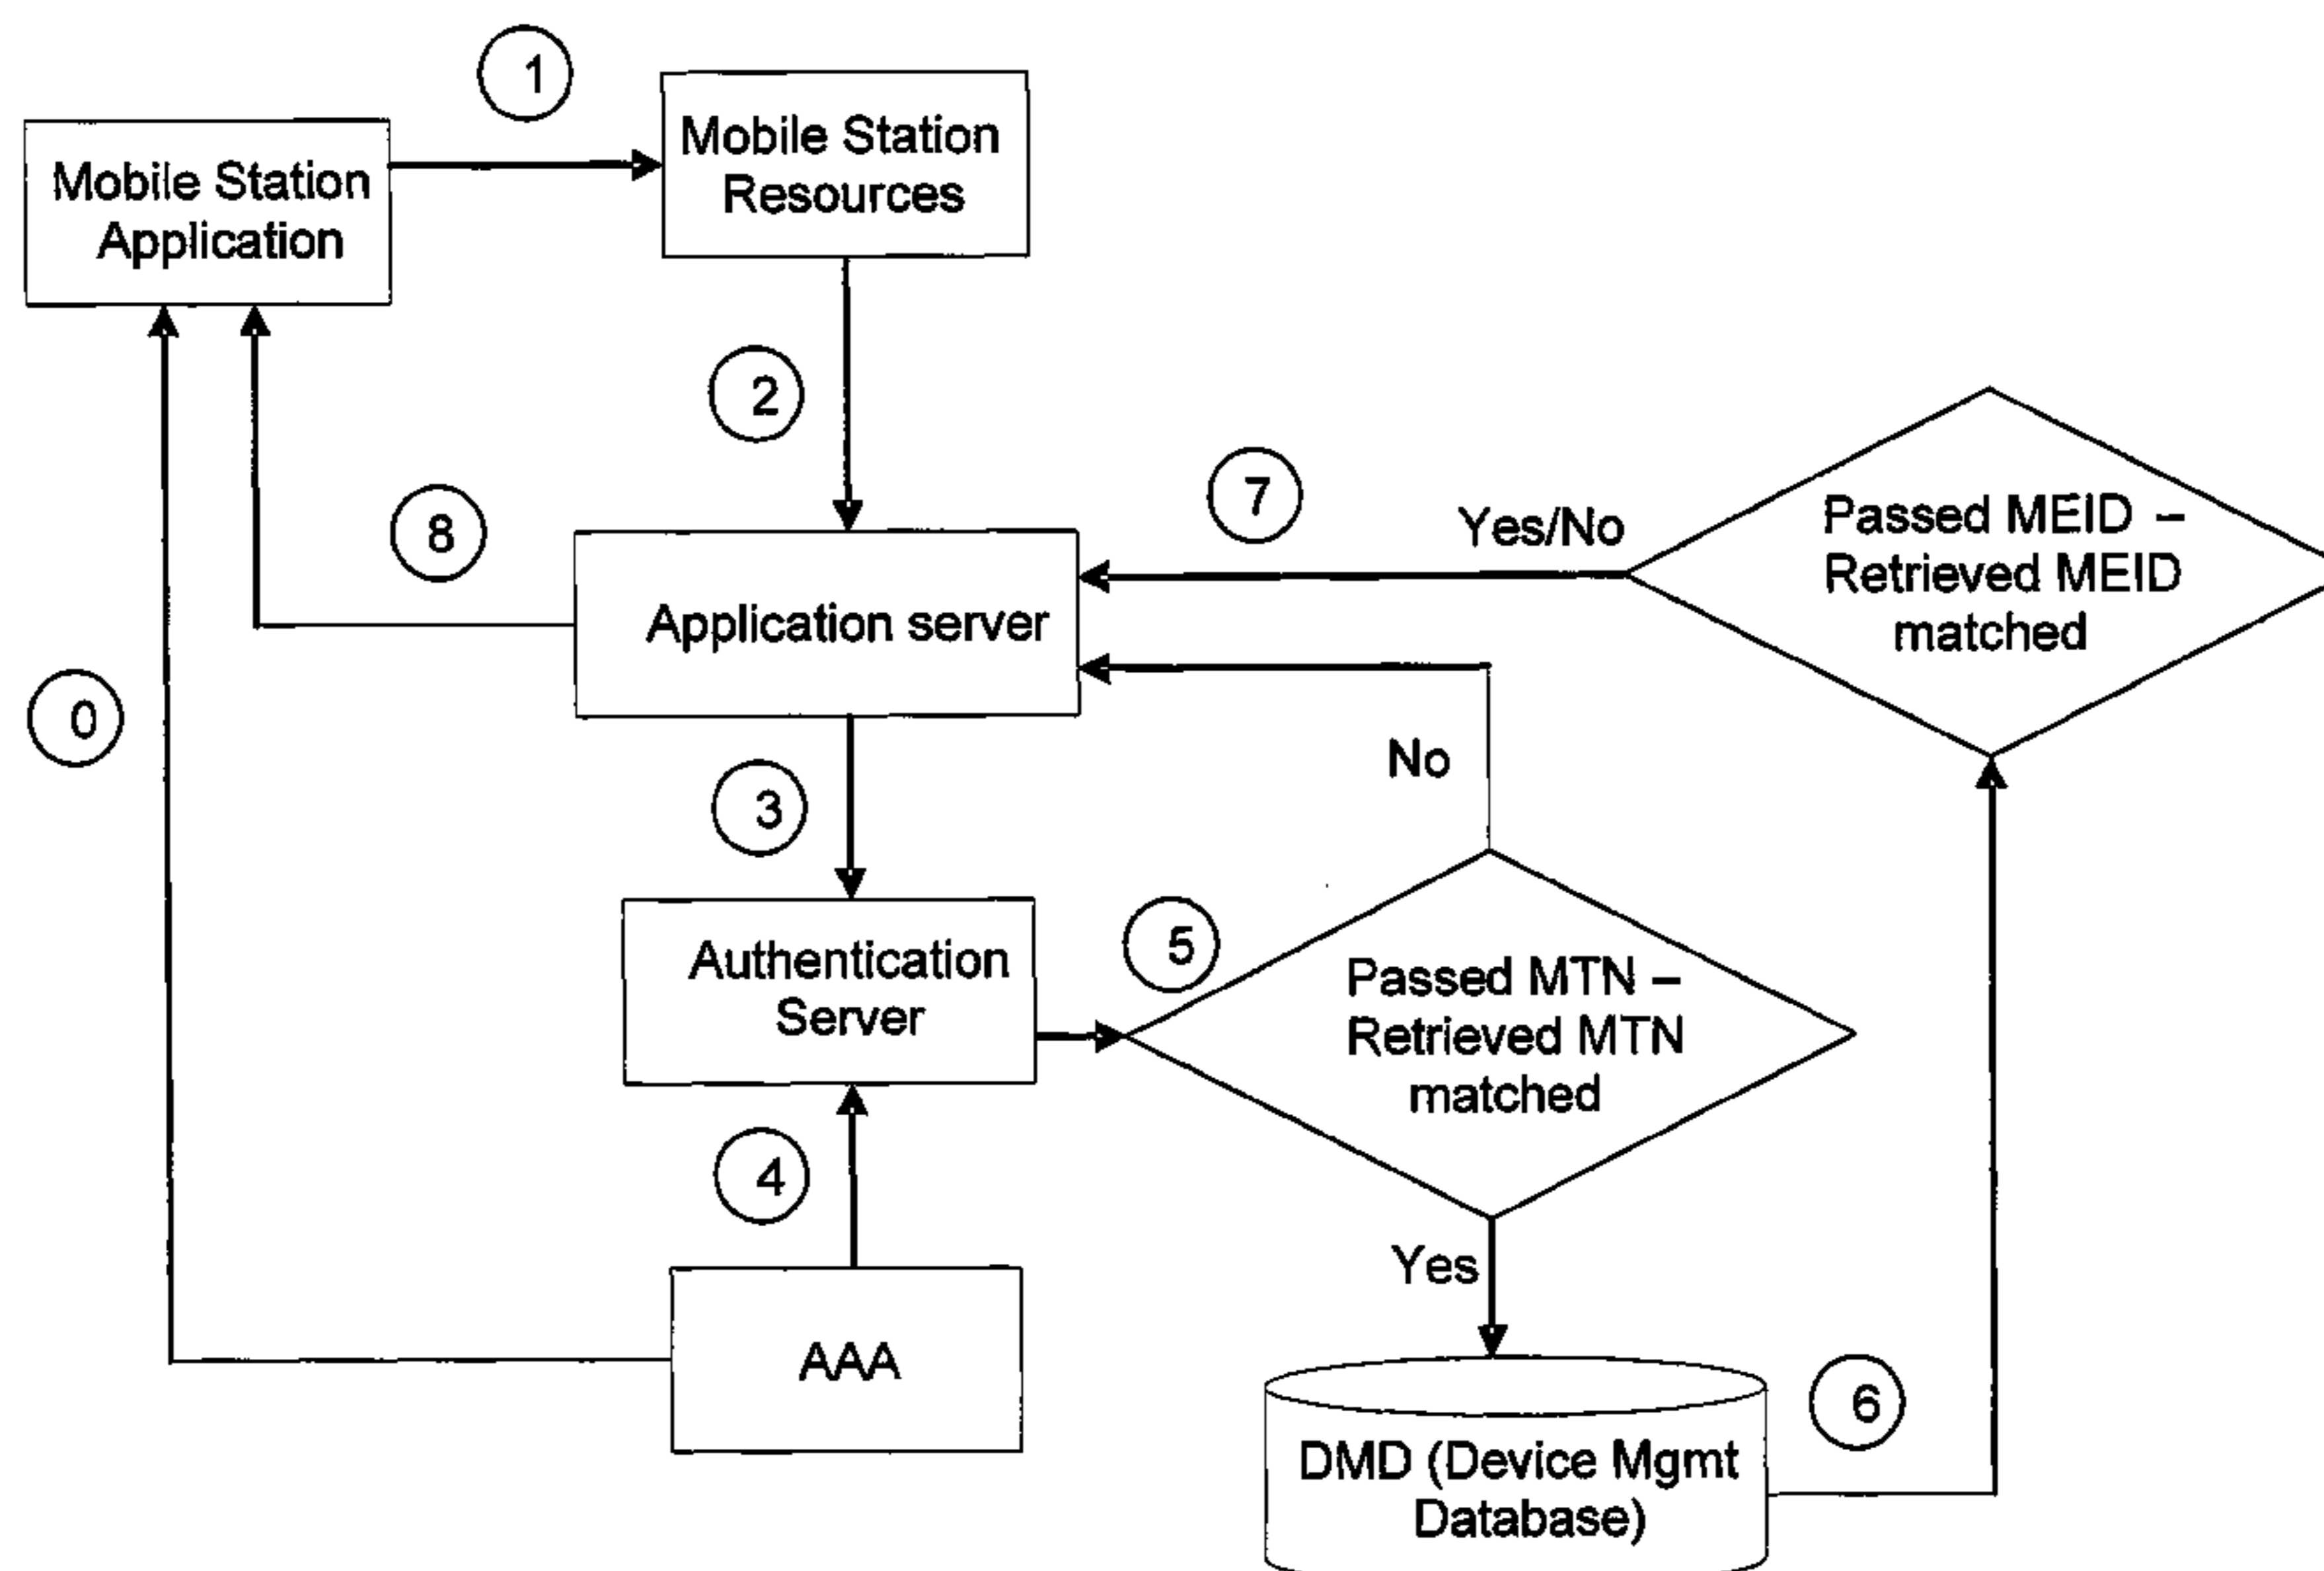 1
Mobile Station
Resources
Mobile Station
Application
2
7
Yes/No
Passed MEID –
Retrieved MEID
matched
8
Application server
0
No
3
Authentication
Server
5
Passed MTN –
Retrieved MTN
matched
4
Yes
AAA
6
DMD (Device Mgmt
Database)